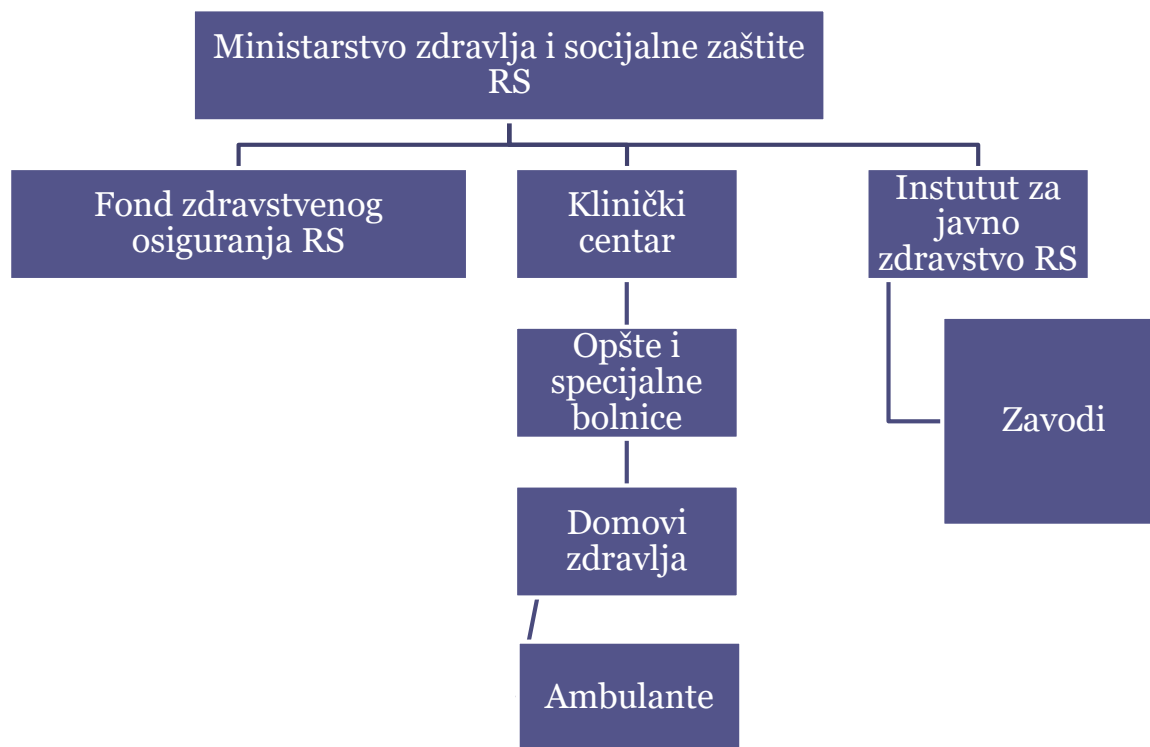 Ministarstvo zdravlja i socijalne zaštite
RS
Fond zdravstvenog
osiguranja RS
Klinički
centar
Instutut za
javno
zdravstvo RS
Opšte i
specijalne
bolnice
Zavodi
Domovi
zdravlja
Ambulante